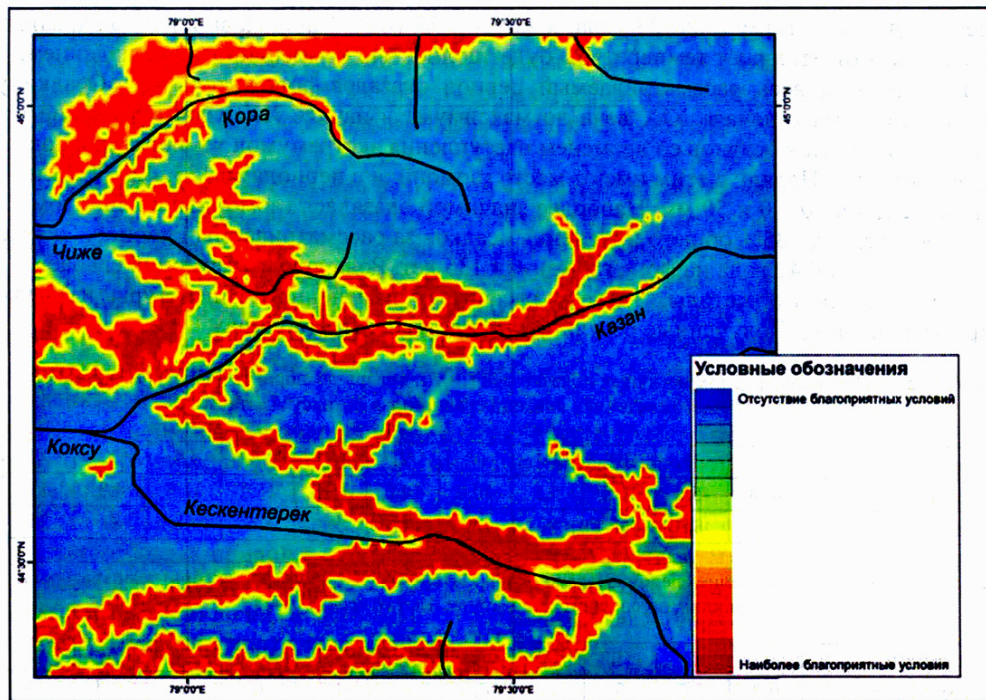 79°0'0"E
79°30'0"E
45°0'0"N
45°0'0"N
Кора
Чиже
Казан
Условные обозначения
Отсутствие благоприятных условий
Коксу
Кескентерек
44°30'0"N
Наиболее благоприятные условия
79°0'0"E
79°30'0"E